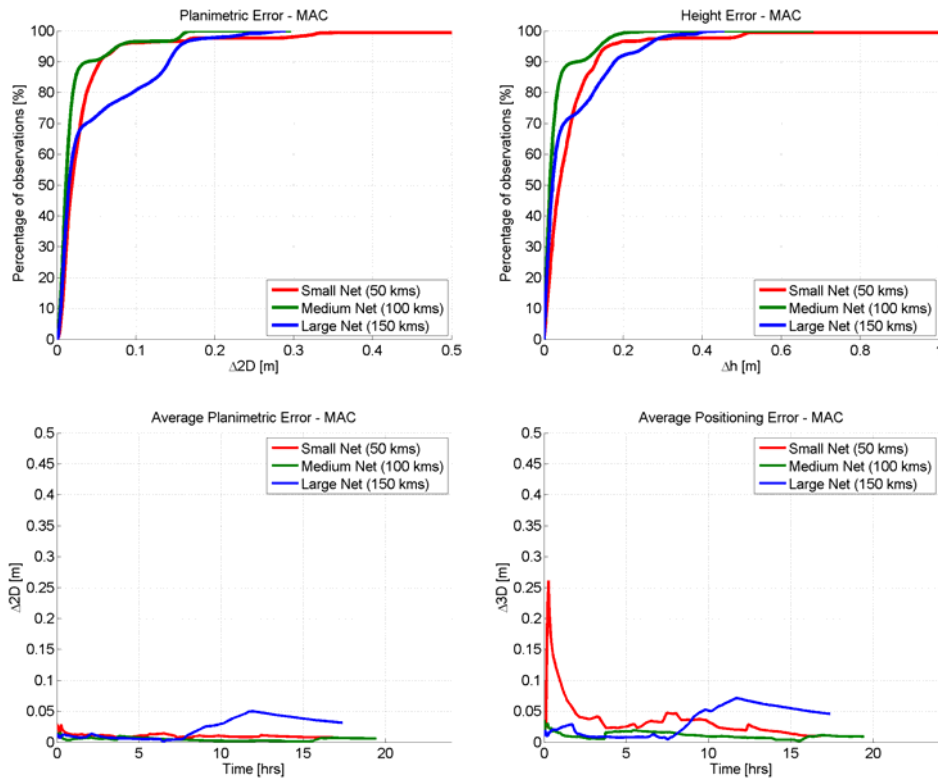 Planimetric Error - MAC
100
90
80
70
60
50
40
30
20
10
0
Percentage of observations [%]
0 0.1 0.2 0.3 0.4 0.5
Δ2D [m]
Small Net (50 kms)
Medium Net (100 kms)
Large Net (150 kms)
Height Error - MAC
100
90
80
70
60
50
40
30
20
10
0
Percentage of observations [%]
0 0.2 0.4 0.6 0.8
Δh [m]
Small Net (50 kms)
Medium Net (100 kms)
Large Net (150 kms)
Average Planimetric Error - MAC
0.5
0.45
0.4
0.35
0.3
0.25
0.2
0.15
0.1
0.05
0
Δ2D [m]
0 5 10 15 20
Time [hrs]
Small Net (50 kms)
Medium Net (100 kms)
Large Net (150 kms)
Average Positioning Error - MAC
0.5
0.45
0.4
0.35
0.3
0.25
0.2
0.15
0.1
0.05
0
Δ3D [m]
0 5 10 15 20
Time [hrs]
Small Net (50 kms)
Medium Net (100 kms)
Large Net (150 kms)